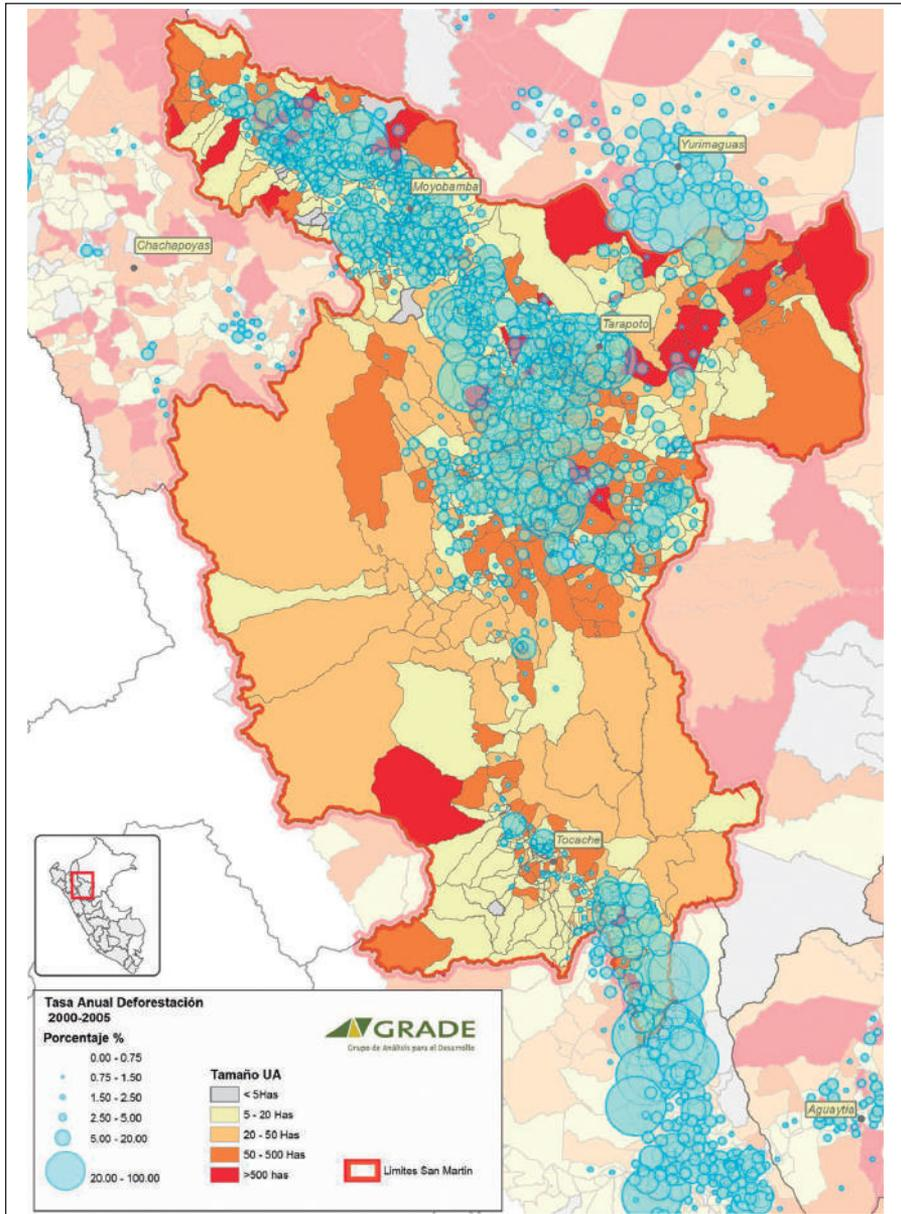 Yurimaguas
Moyobamba
Chachapoyas
Tarapoto
Tocache
Aguaytia
Tasa Anual Deforestación
2000-2005
Porcentaje %
0.00 - 0.75
0.75 - 1.50
1.50 - 2.50
2.50 - 5.00
5.00 - 20.00
20.00 - 100.00
GRADE
Grupo de Análisis para el Desarrollo
Tamaño UA
< 5Has
5 - 20 Has
20 - 50 Has
50 - 500 Has
>500 has
Limites San Martin